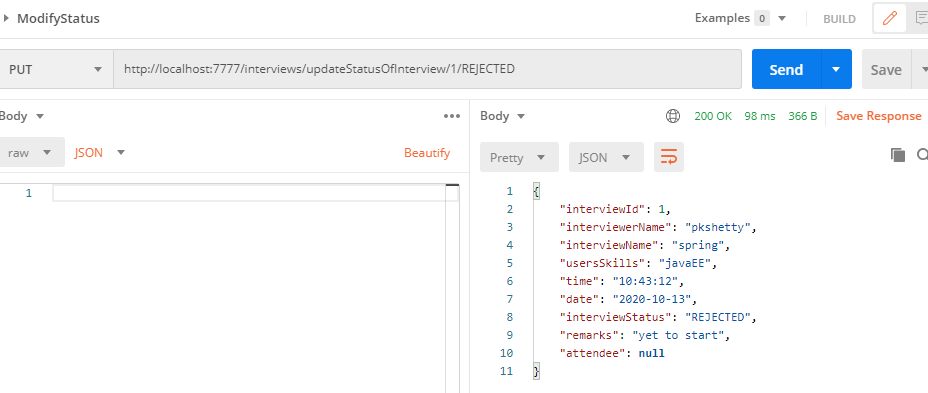 ModifyStatus
Examples 0 BUILD
PUT http://localhost:7777/interviews/updateStatusOfInterview/1/REJECTED Send Save
Body
raw JSON Beautify
1
Body 200 OK 98 ms 366 B Save Response
Pretty JSON
1 {
2 "interviewId": 1,
3 "interviewerName": "pkshetty",
4 "interviewName": "spring",
5 "usersSkills": "javaEE",
6 "time": "10:43:12",
7 "date": "2020-10-13",
8 "interviewStatus": "REJECTED",
9 "remarks": "yet to start",
10 "attendee": null
11 }